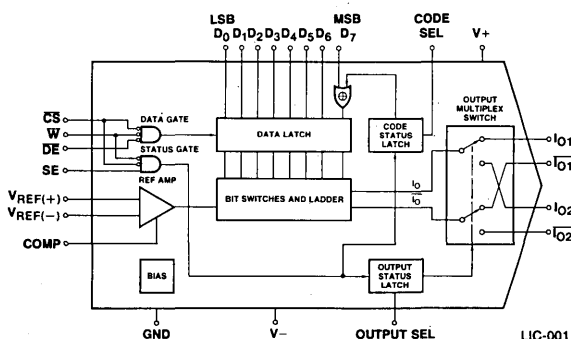 LSB MSB CODE
D0 D1 D2 D3 D4 D5 D6 D7 SEL V+
OUTPUT
MULTIPLEX
SWITCH
CS
W
DE
SE
DATA GATE
STATUS GATE
REF AMP
DATA LATCH
CODE
STATUS
LATCH
IO1
IO1
IO2
IO2
VREF(+)
VREF(−)
COMP
BIT SWITCHES AND LADDER
IO
IO
BIAS
OUTPUT
STATUS
LATCH
GND V− OUTPUT SEL
LIC-001